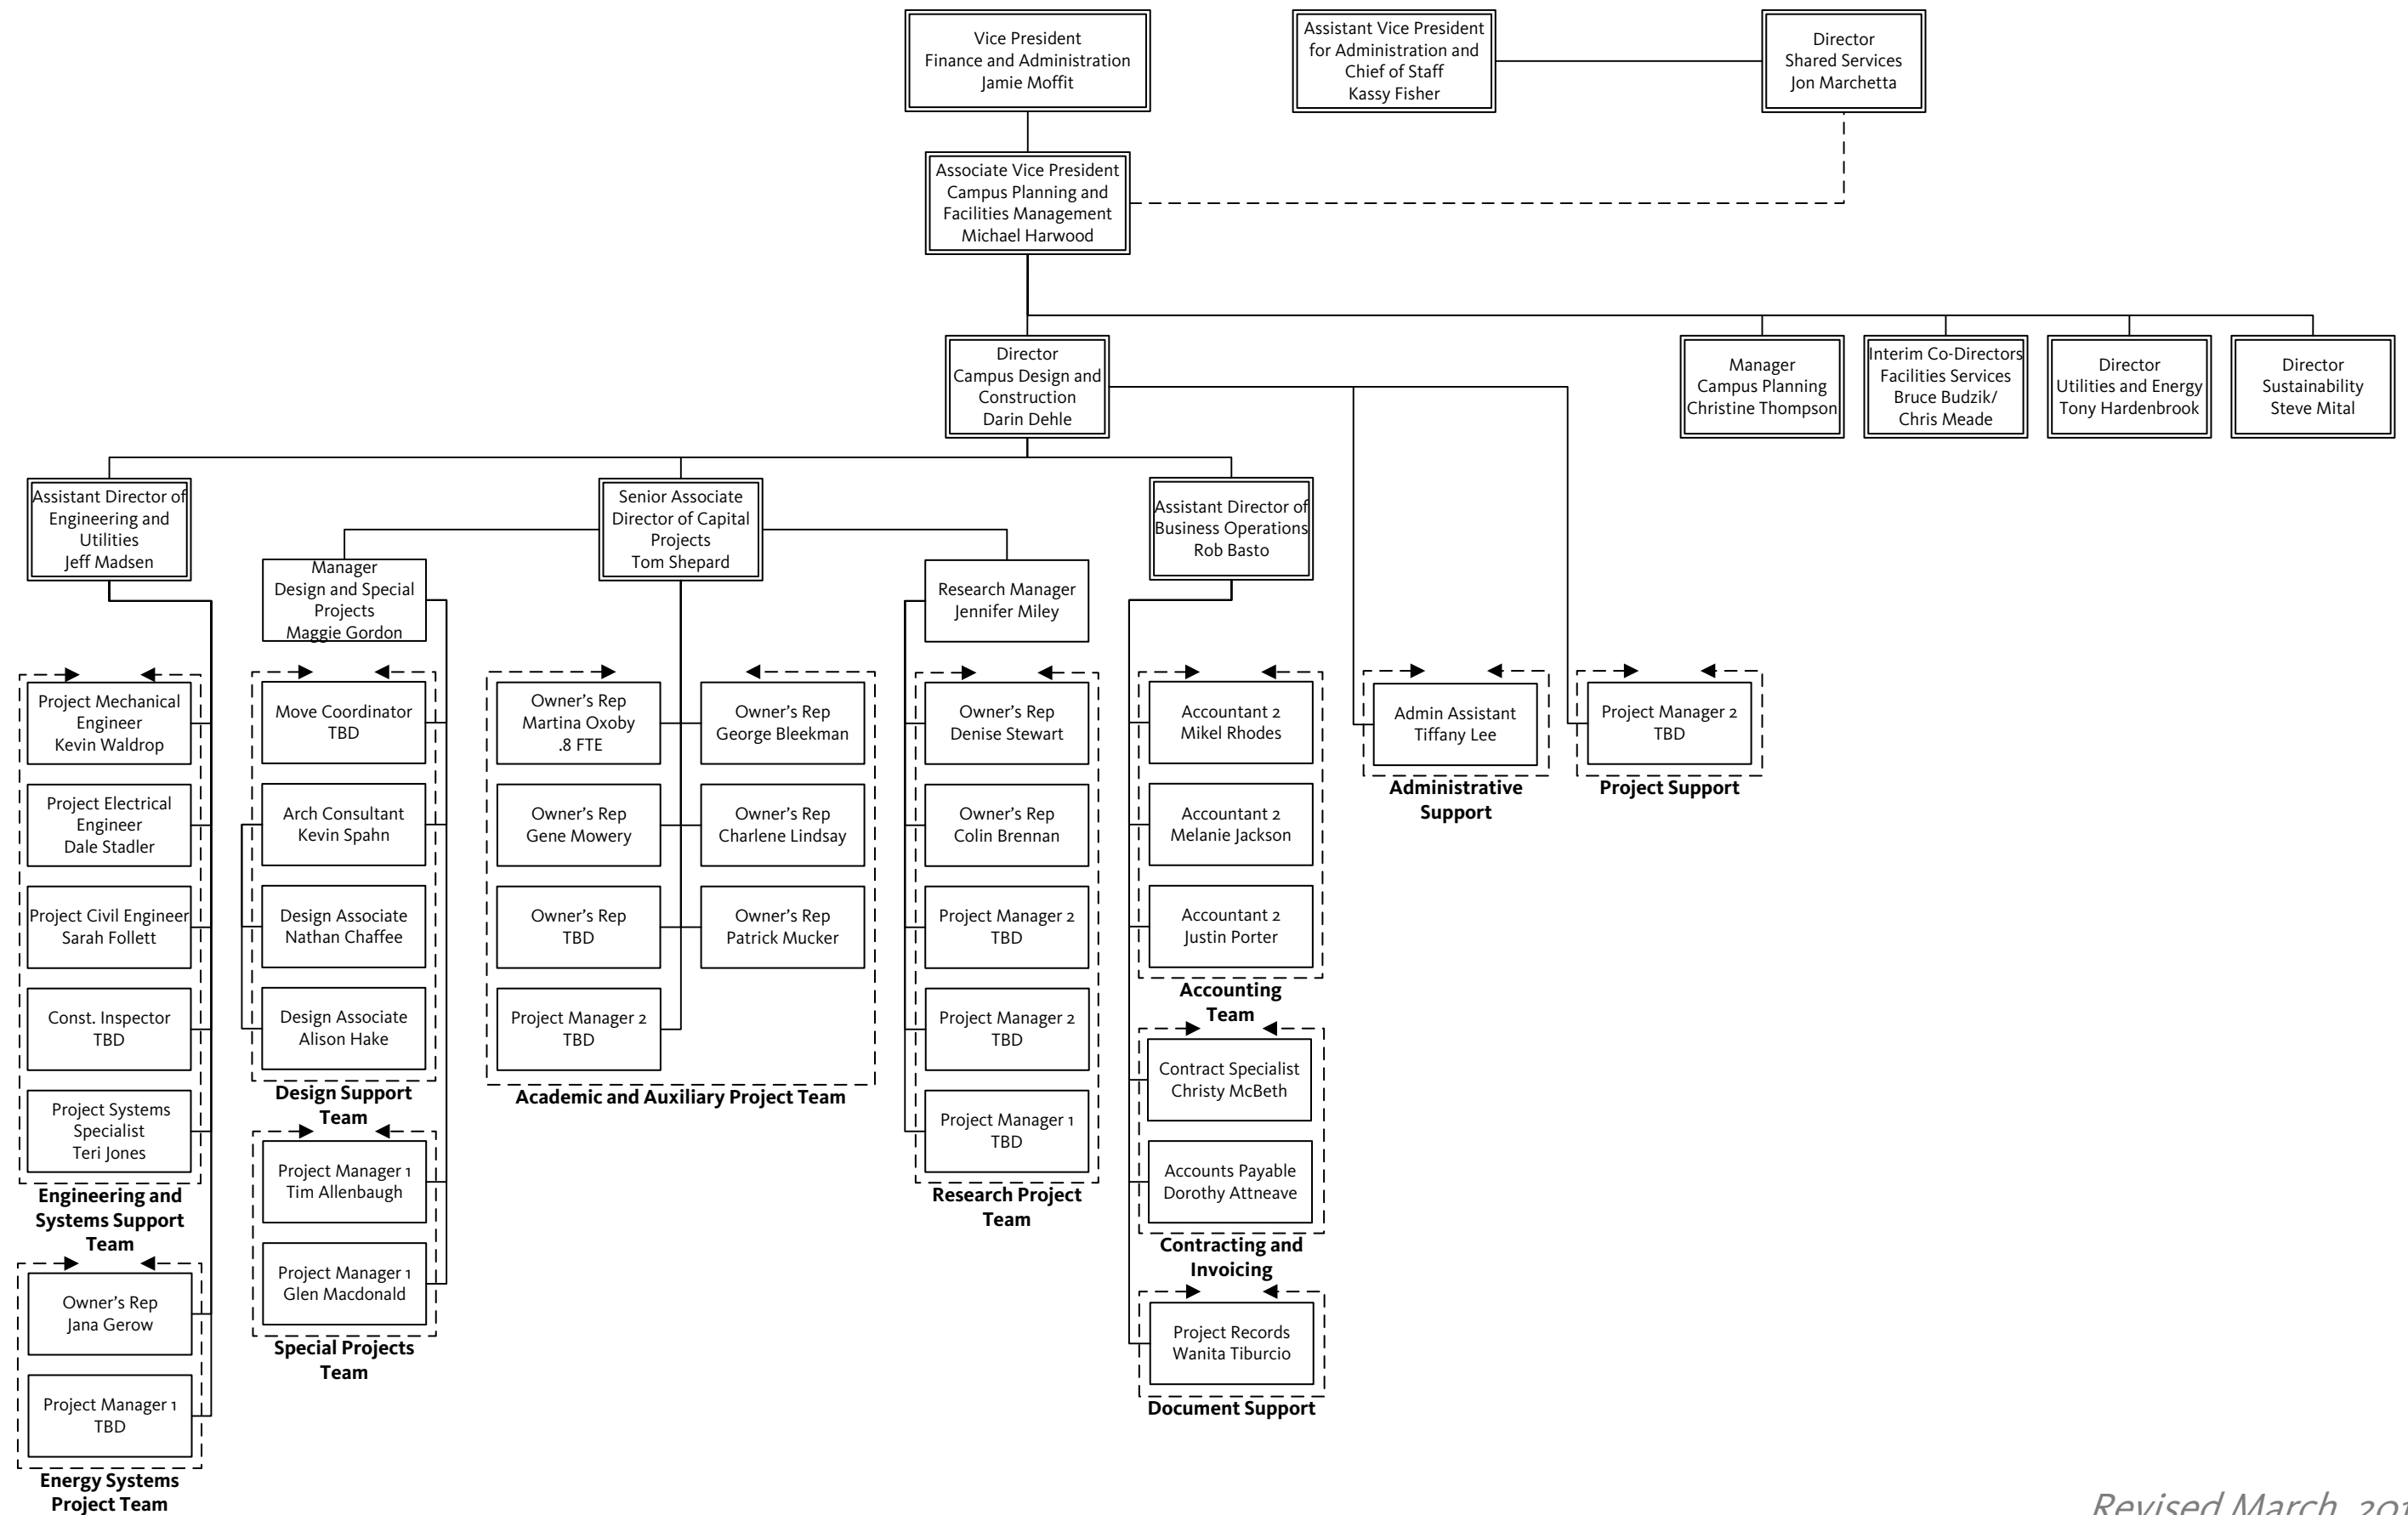 Vice President
Finance and Administration
Jamie Moffit
Assistant Vice President
for Administration and
Chief of Staff
Kassy Fisher
Director
Shared Services
Jon Marchetta
Associate Vice President
Campus Planning and
Facilities Management
Michael Harwood
Director
Campus Design and
Construction
Darin Dehle
Manager
Campus Planning
Christine Thompson
Interim Co-Directors
Facilities Services
Bruce Budzik/
Chris Meade
Director
Utilities and Energy
Tony Hardenbrook
Director
Sustainability
Steve Mital
Assistant Director of
Engineering and
Utilities
Jeff Madsen
Senior Associate
Director of Capital
Projects
Tom Shepard
Assistant Director of
Business Operations
Rob Basto
Manager
Design and Special
Projects
Maggie Gordon
Research Manager
Jennifer Miley
Project Mechanical
Engineer
Kevin Waldrop
Project Electrical
Engineer
Dale Stadler
Project Civil Engineer
Sarah Follett
Const. Inspector
TBD
Project Systems
Specialist
Teri Jones
Engineering and
Systems Support
Team
Owner's Rep
Jana Gerow
Project Manager 1
TBD
Energy Systems
Project Team
Move Coordinator
TBD
Arch Consultant
Kevin Spahn
Design Associate
Nathan Chaffee
Design Associate
Alison Hake
Design Support
Team
Project Manager 1
Tim Allenbaugh
Project Manager 1
Glen Macdonald
Special Projects
Team
Owner's Rep
Martina Oxoby
.8 FTE
Owner's Rep
George Bleekman
Owner's Rep
Gene Mowery
Owner's Rep
Charlene Lindsay
Owner's Rep
TBD
Owner's Rep
Patrick Mucker
Project Manager 2
TBD
Academic and Auxiliary Project Team
Owner's Rep
Denise Stewart
Owner's Rep
Colin Brennan
Project Manager 2
TBD
Project Manager 2
TBD
Project Manager 1
TBD
Research Project
Team
Accountant 2
Mikel Rhodes
Accountant 2
Melanie Jackson
Accountant 2
Justin Porter
Accounting
Team
Contract Specialist
Christy McBeth
Accounts Payable
Dorothy Attneave
Contracting and
Invoicing
Project Records
Wanita Tiburcio
Document Support
Admin Assistant
Tiffany Lee
Administrative
Support
Project Manager 2
TBD
Project Support
Revised March,